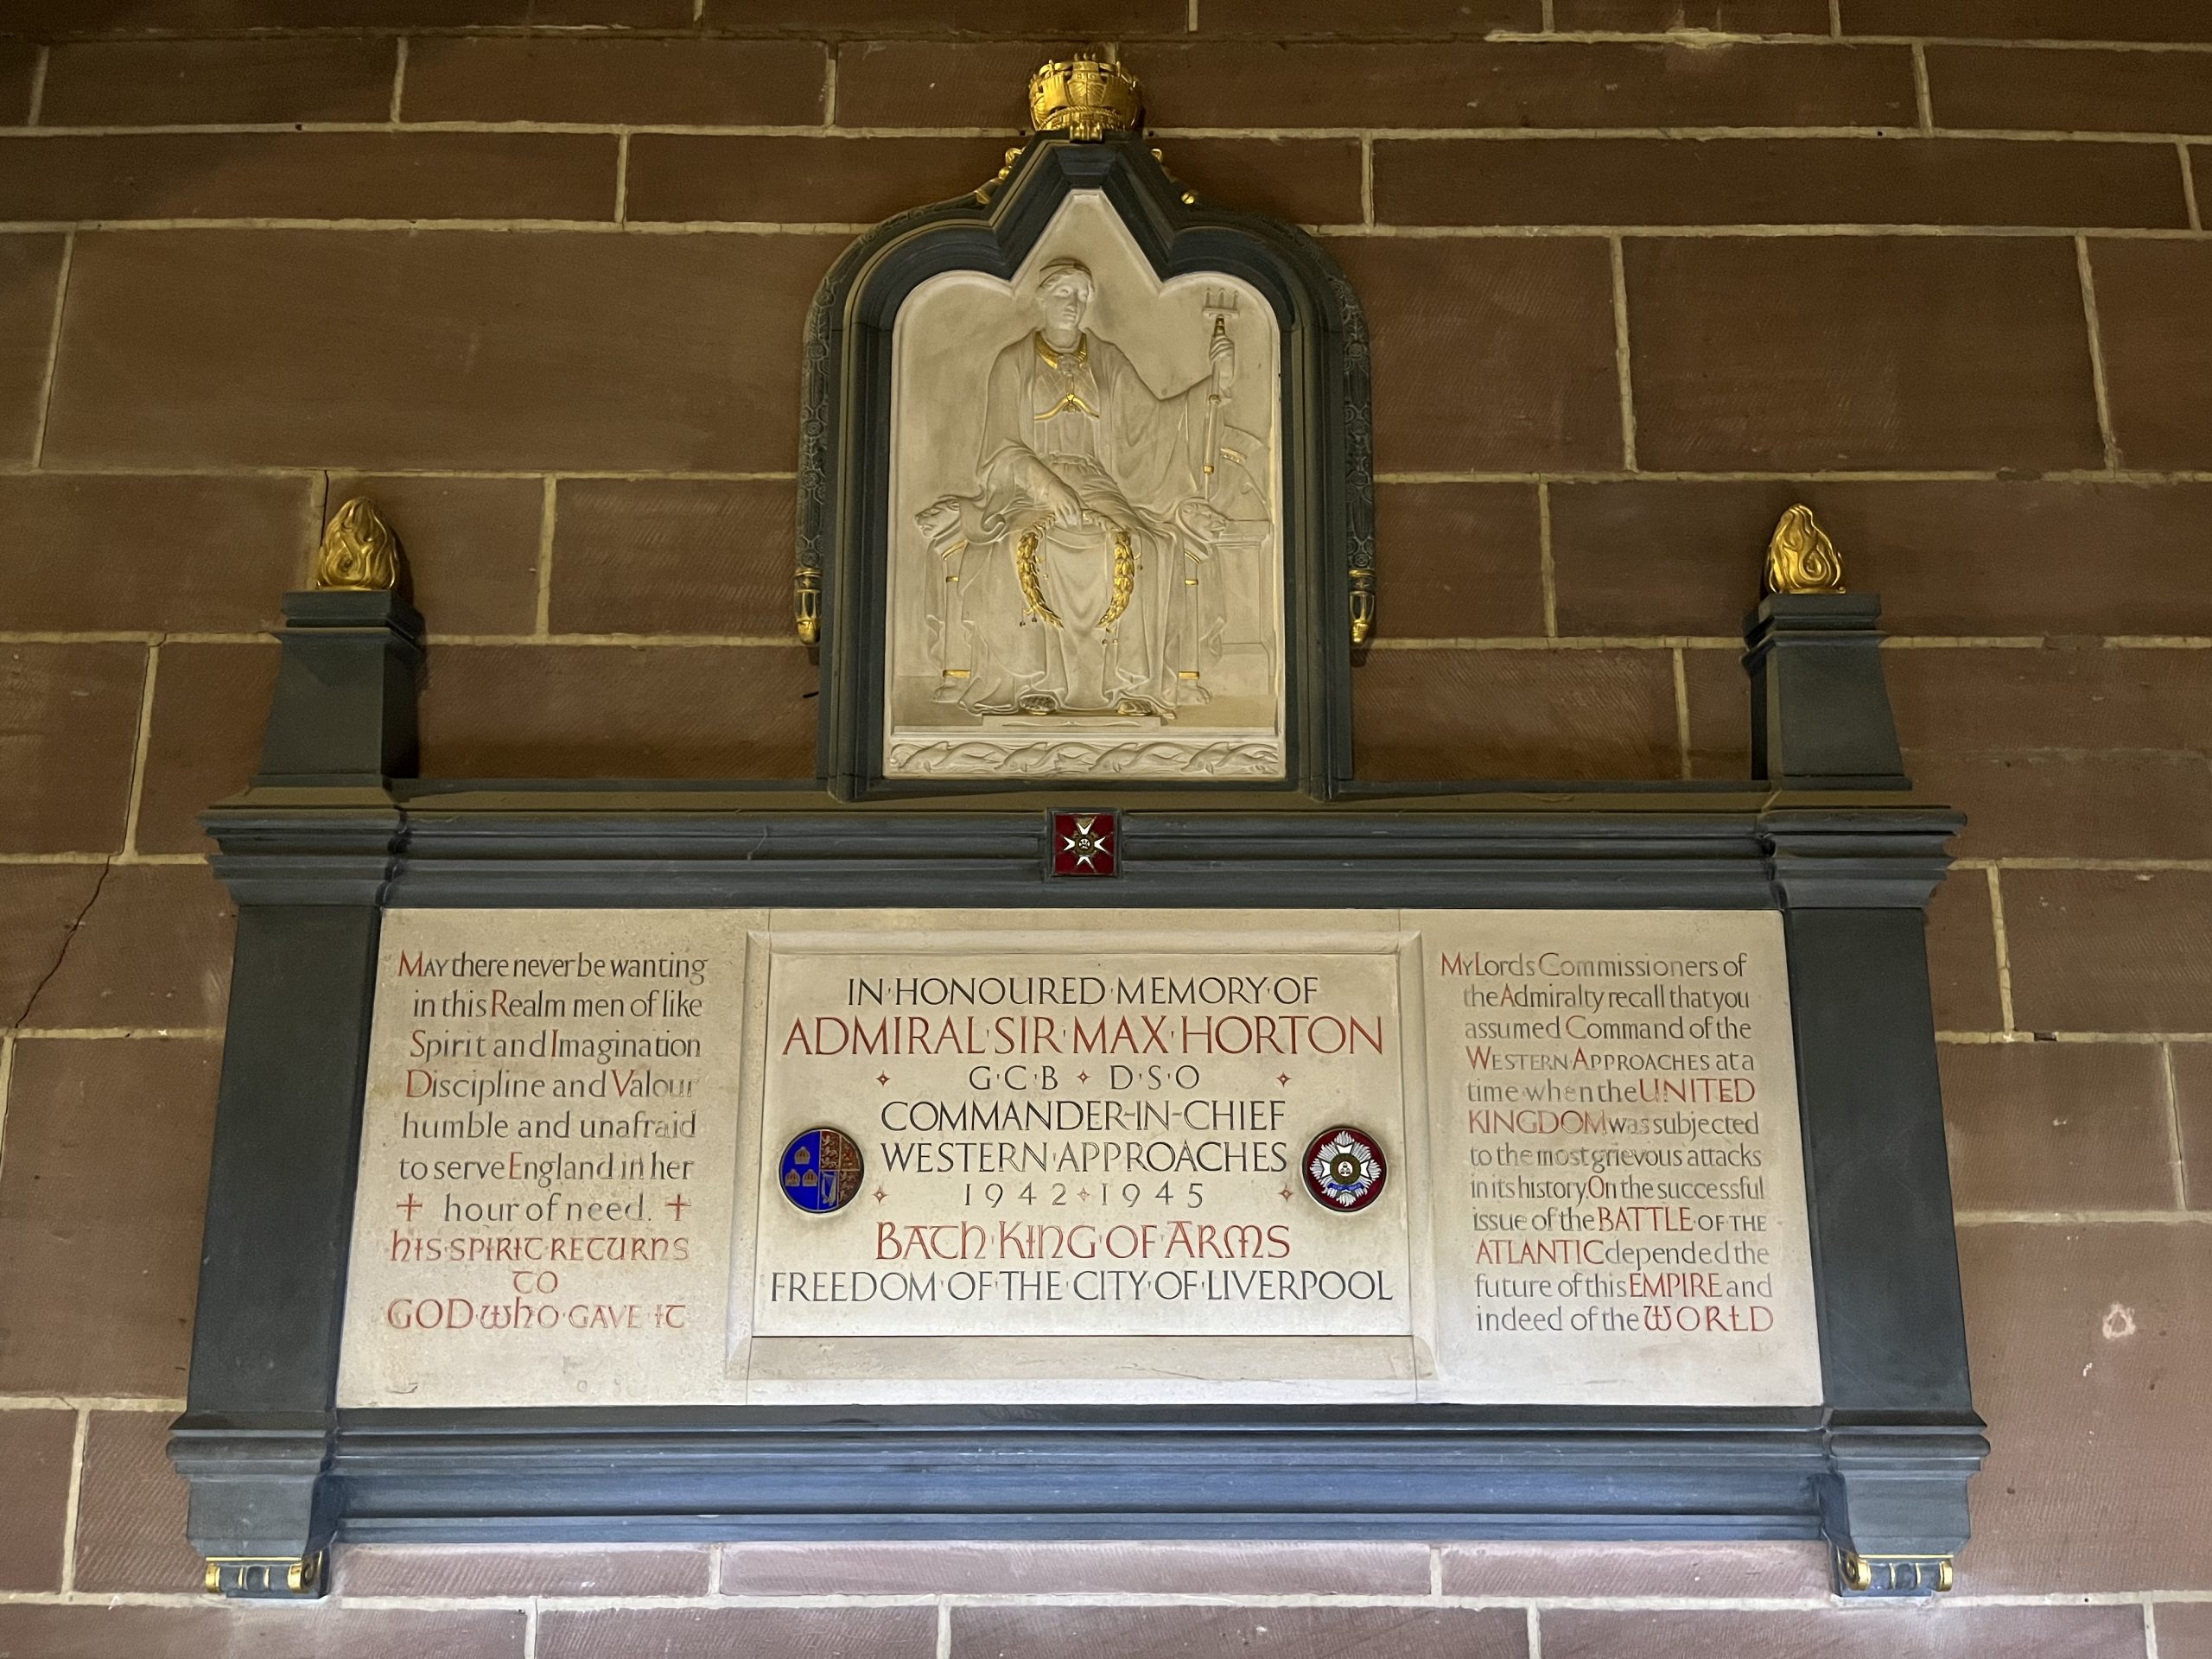 MAY there never be wanting
in this Realm men of like
Spirit and Imagination
Discipline and Valour
humble and unafraid
to serve England in her
hour of need.
HIS·SPIRIT·RETURNS
TO
GOD·WHO·GAVE·IT
IN·HONOURED·MEMORY·OF
ADMIRAL·SIR·MAX·HORTON
G·C·B D·S·O
COMMANDER-IN-CHIEF
WESTERN·APPROACHES
1942 1945
BATH·KING·OF·ARMS
FREEDOM·OF·THE·CITY·OF·LIVERPOOL
My Lords Commissioners of
the Admiralty recall that you
assumed Command of the
WESTERN·APPROACHES at a
time when the UNITED
KINGDOM was subjected
to the most grievous attacks
in its history. On the successful
issue of the BATTLE·OF·THE
ATLANTIC depended the
future of this EMPIRE and
indeed of the WORLD